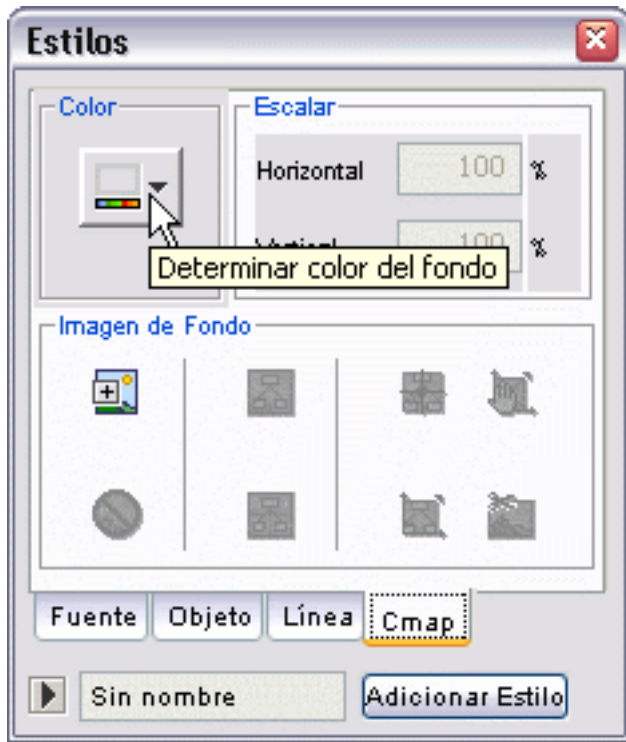 Estilos
Color
Escalar
Horizontal 100 %
100 %
Determinar color del fondo
Imagen de Fondo
Fuente Objeto Línea Cmap
Sin nombre Adicionar Estilo